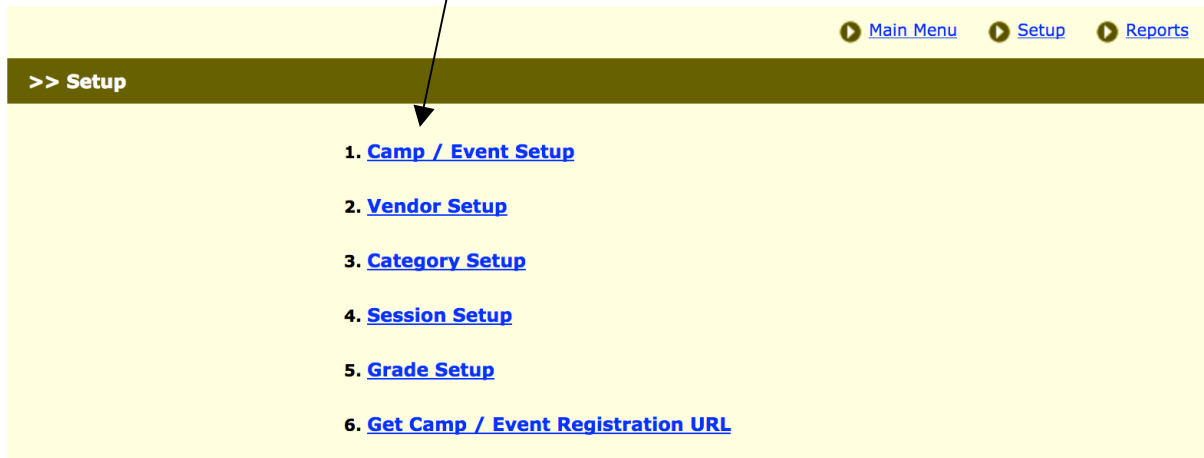 Main Menu Setup Reports
>> Setup
1. Camp / Event Setup
2. Vendor Setup
3. Category Setup
4. Session Setup
5. Grade Setup
6. Get Camp / Event Registration URL